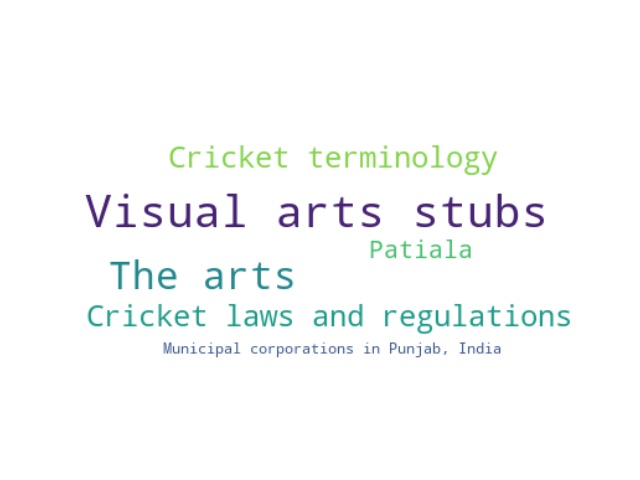 Cricket terminology
Visual arts stubs
Patiala
The arts
Cricket laws and regulations
Municipal corporations in Punjab, India